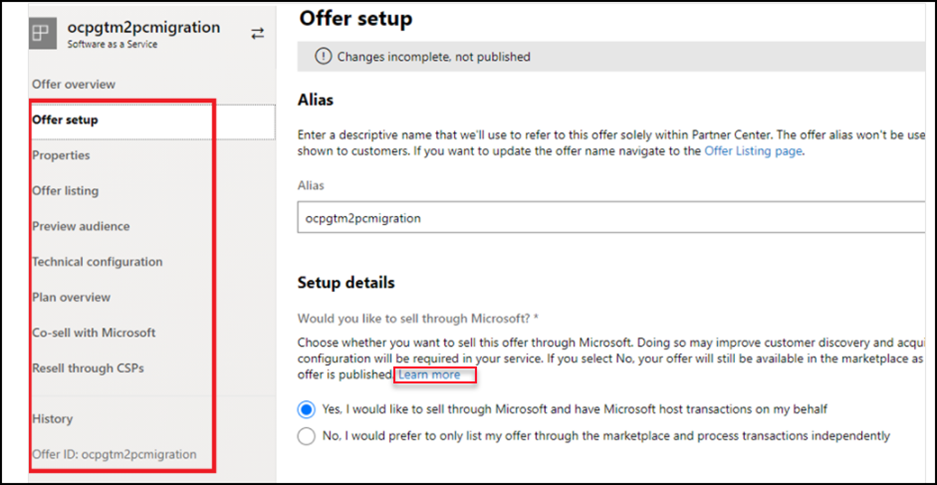 ocpgtm2pcmigration
Software as a Service
Offer overview
Offer setup
Properties
Offer listing
Preview audience
Technical configuration
Plan overview
Co-sell with Microsoft
Resell through CSPs
History
Offer ID: ocpgtm2pcmigration
Offer setup
Changes incomplete, not published
Alias
Enter a descriptive name that we'll use to refer to this offer solely within Partner Center. The offer alias won't be use
shown to customers. If you want to update the offer name navigate to the Offer Listing page.
Alias
ocpgtm2pcmigration
Setup details
Would you like to sell through Microsoft? *
Choose whether you want to sell this offer through Microsoft. Doing so may improve customer discovery and acqui
configuration will be required in your service. If you select No, your offer will still be available in the marketplace as
offer is published. Learn more
Yes, I would like to sell through Microsoft and have Microsoft host transactions on my behalf
No, I would prefer to only list my offer through the marketplace and process transactions independently